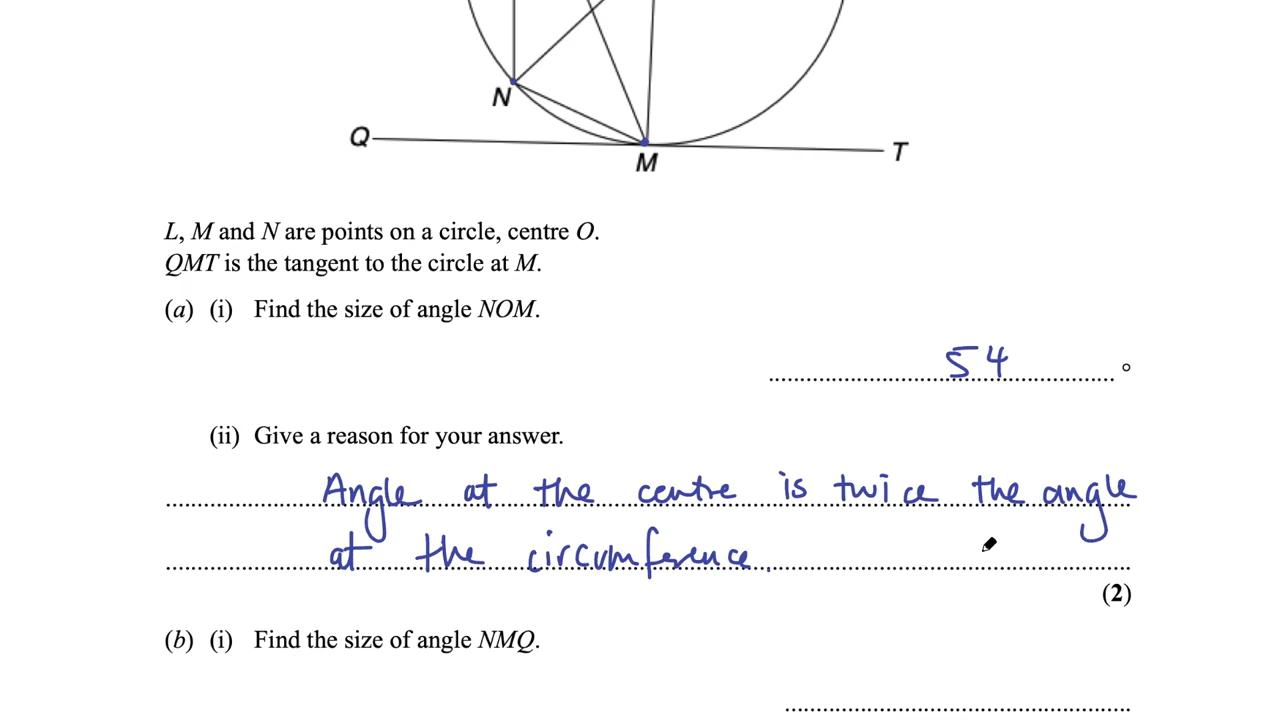 N
Q
T
M
L, M and N are points on a circle, centre O.
QMT is the tangent to the circle at M.
(a) (i) Find the size of angle NOM.
54 °
(ii) Give a reason for your answer.
Angle at the centre is twice the angle
at the circumference.
(2)
(b) (i) Find the size of angle NMQ.